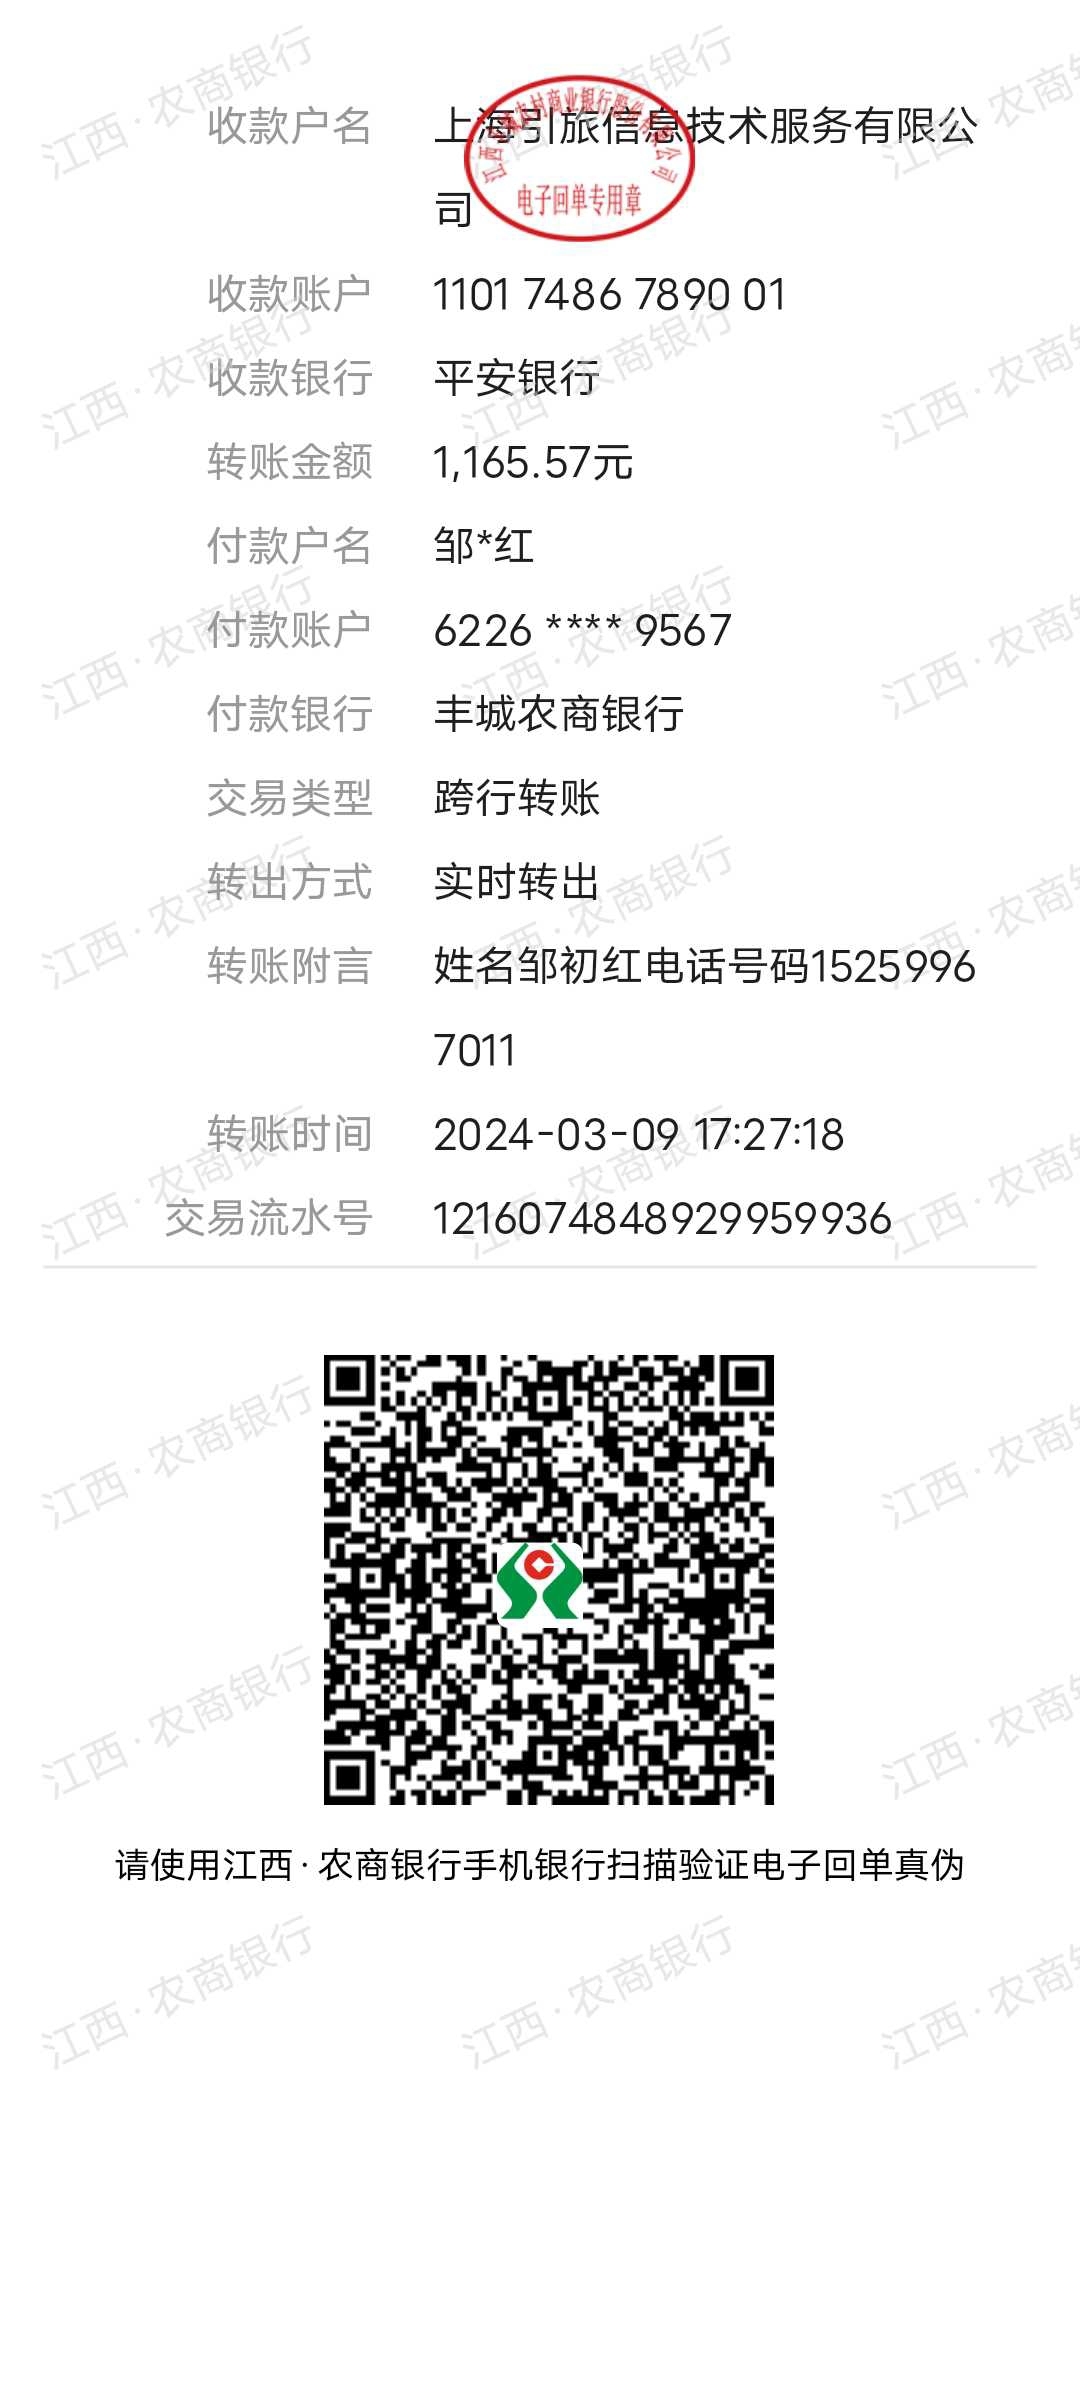 收款户名 上海引旅信息技术服务有限公
司
电子回单专用章
收款账户 1101 7486 7890 01
收款银行 平安银行
转账金额 1,165.57元
付款户名 邹*红
付款账户 6226 **** 9567
付款银行 丰城农商银行
交易类型 跨行转账
转出方式 实时转出
转账附言 姓名邹初红电话号码1525996
7011
转账时间 2024-03-09 17:27:18
交易流水号 1216074848929959936
请使用江西·农商银行手机银行扫描验证电子回单真伪
江西·农商银行